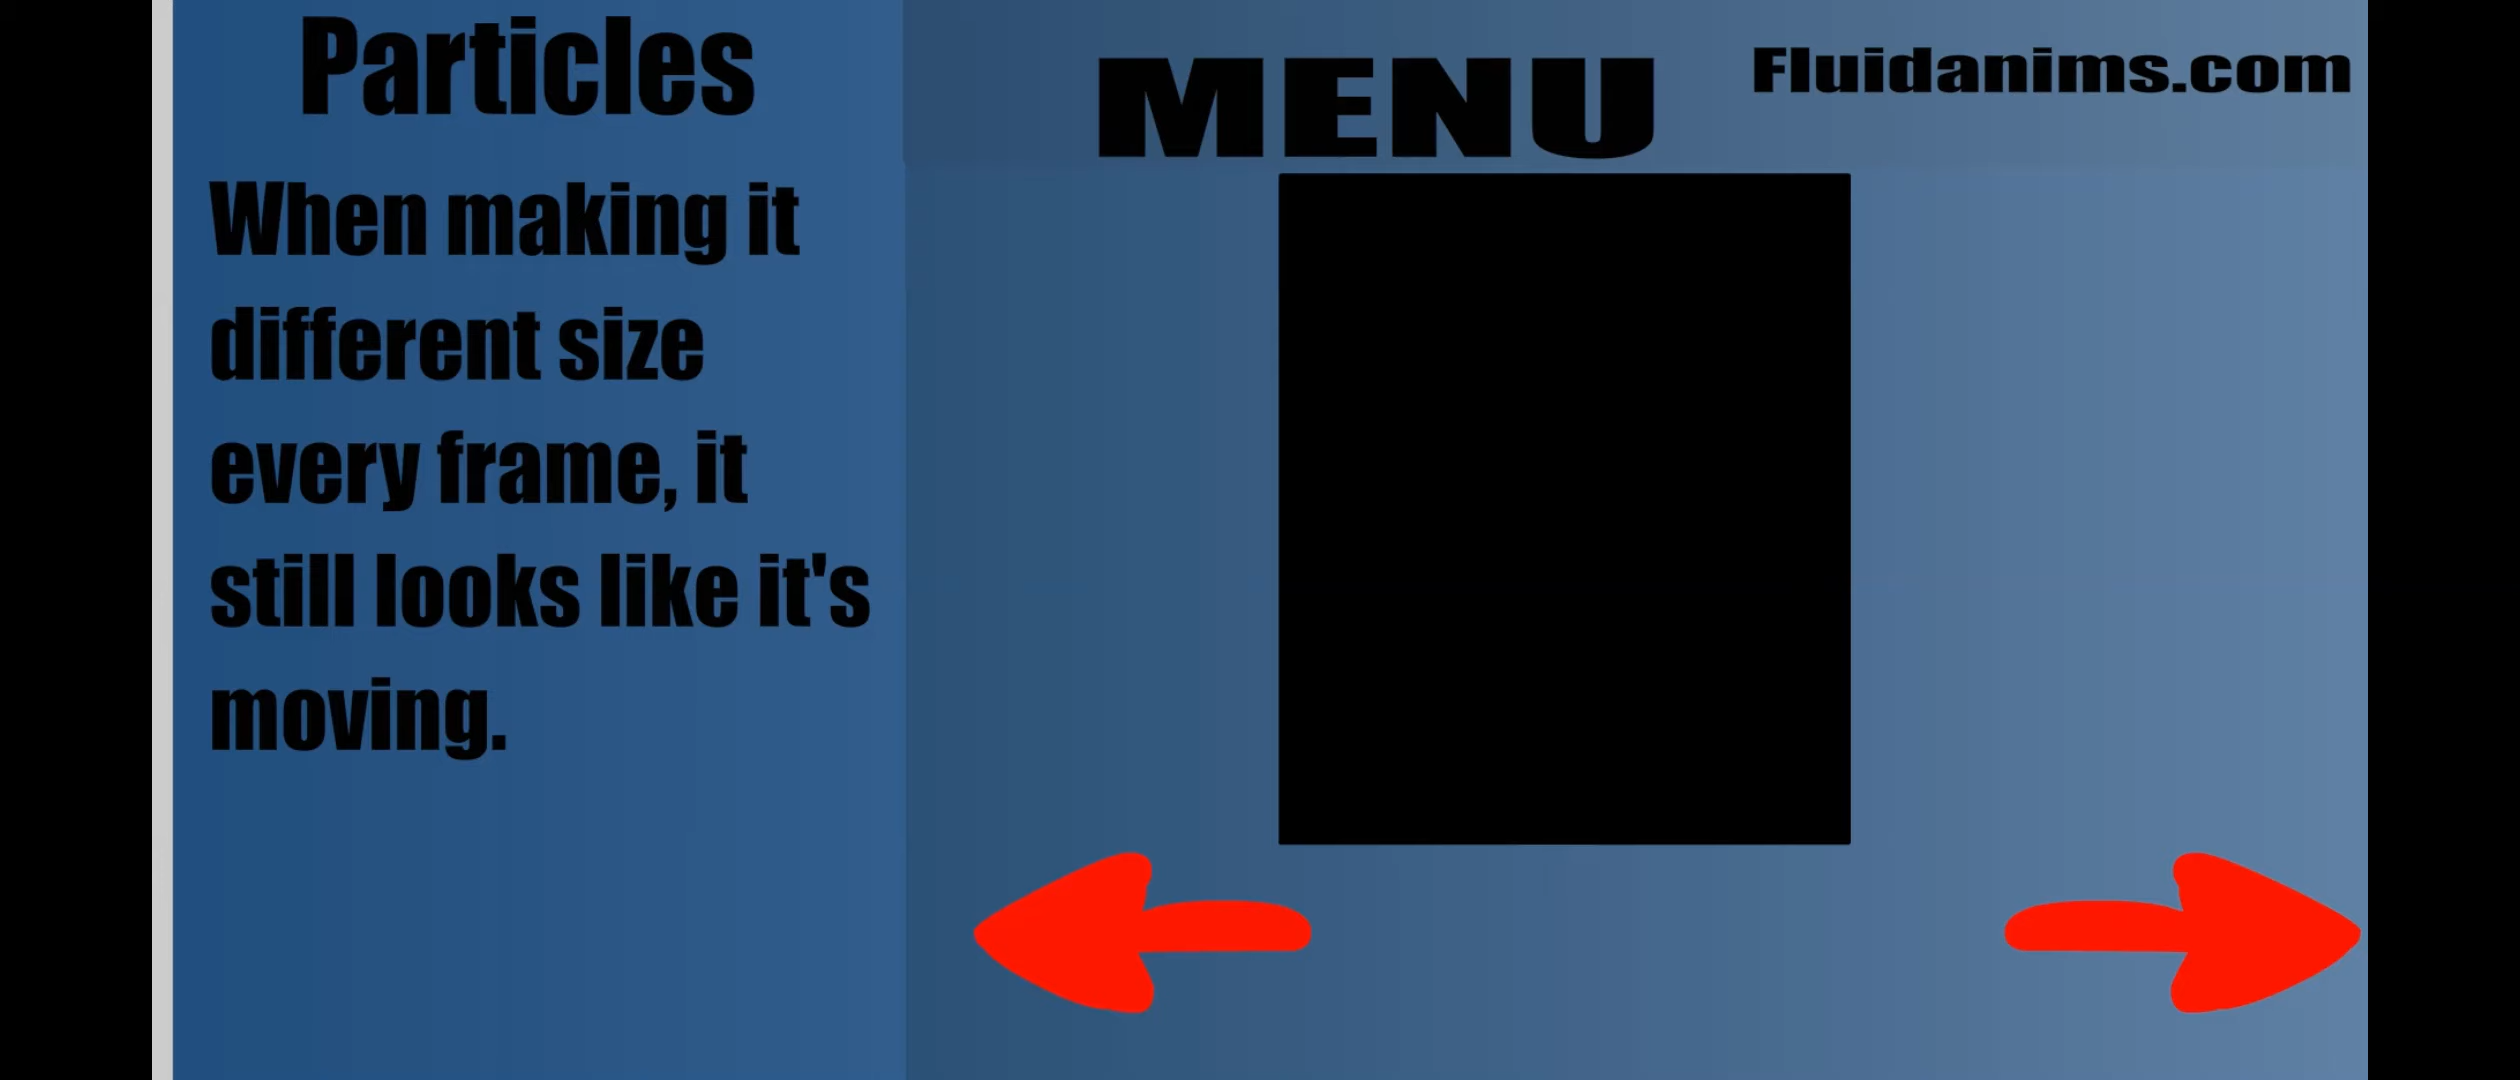 Particles
When making it
different size
every frame, it
still looks like it's
moving.
MENU
Fluidanims.com